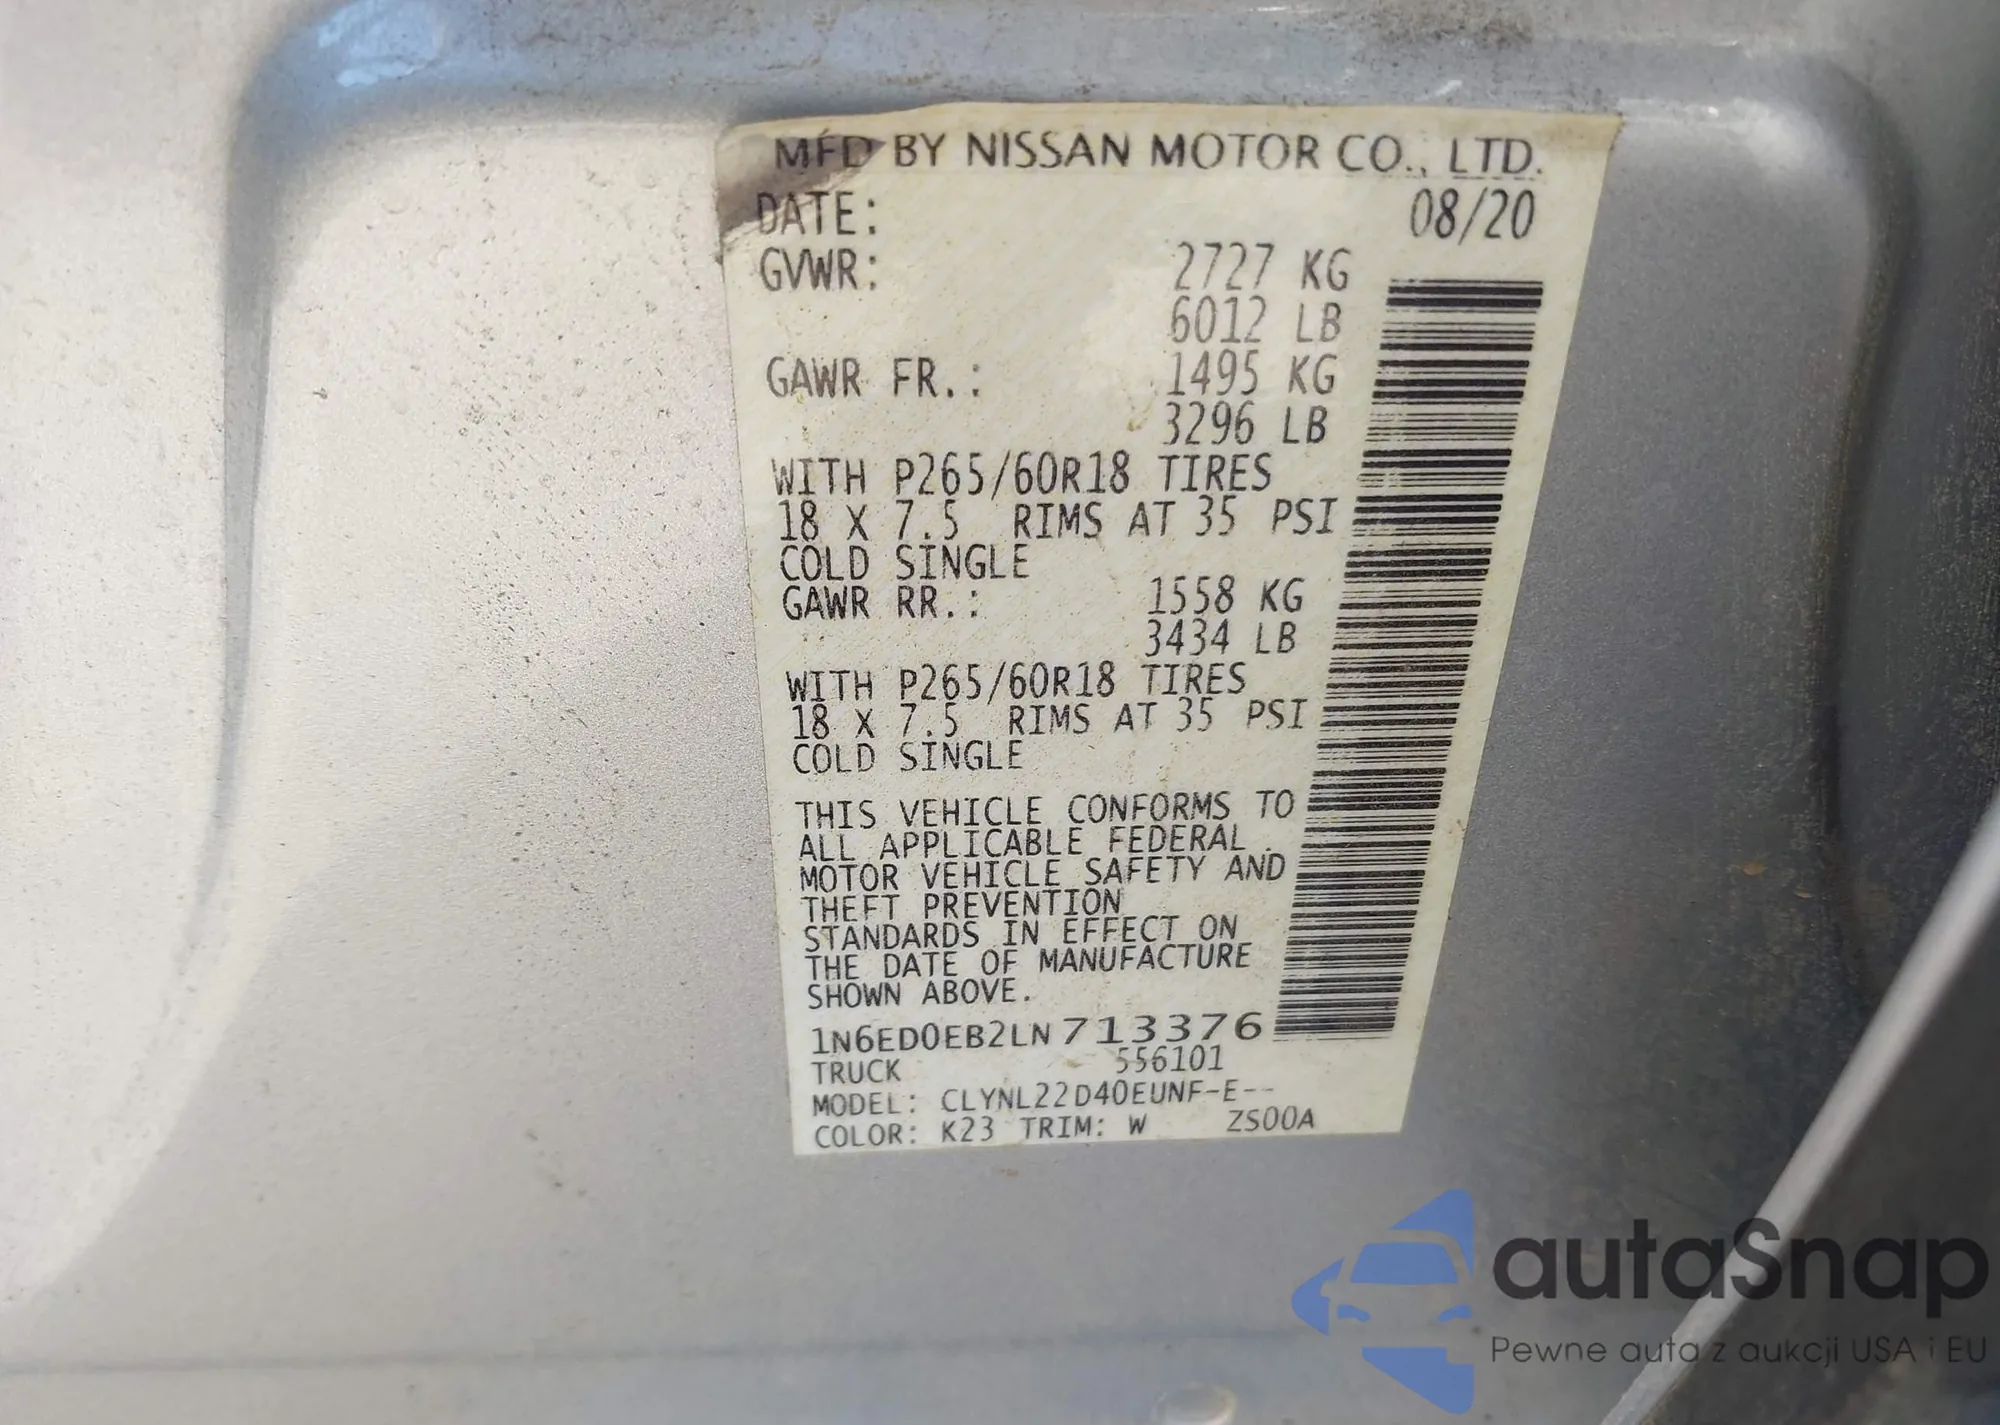 MFD BY NISSAN MOTOR CO., LTD.
DATE: 08/20
GVWR: 2727 KG
6012 LB
GAWR FR.: 1495 KG
3296 LB
WITH P265/60R18 TIRES
18 X 7.5 RIMS AT 35 PSI
COLD SINGLE
GAWR RR.: 1558 KG
3434 LB
WITH P265/60R18 TIRES
18 X 7.5 RIMS AT 35 PSI
COLD SINGLE
THIS VEHICLE CONFORMS TO
ALL APPLICABLE FEDERAL
MOTOR VEHICLE SAFETY AND
THEFT PREVENTION
STANDARDS IN EFFECT ON
THE DATE OF MANUFACTURE
SHOWN ABOVE.
1N6ED0EB2LN713376
TRUCK 556101
MODEL: CLYNL22D40EUNF-E--
COLOR: K23 TRIM: W ZS00A
autaSnap
Pewne auta z aukcji USA i EU